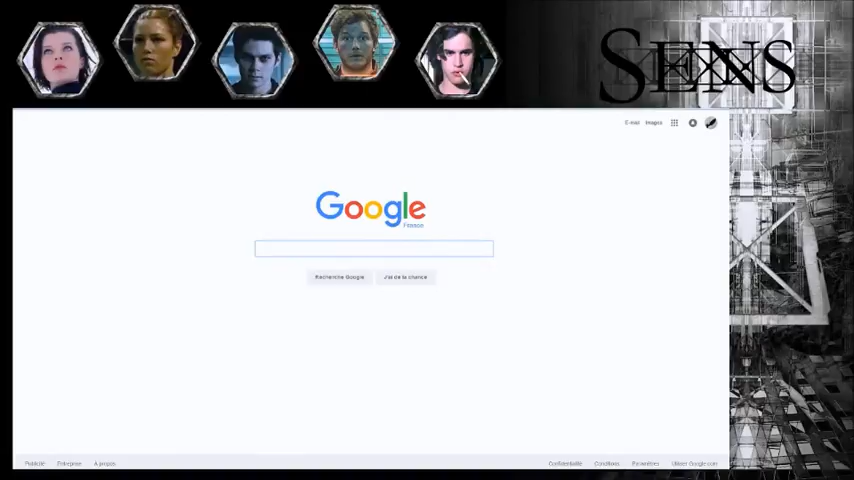 SENS
E-mail Images
Google
France
Recherche Google J'ai de la chance
Publicité Entreprise À propos
Confidentialité Conditions Paramètres Utiliser Google.com